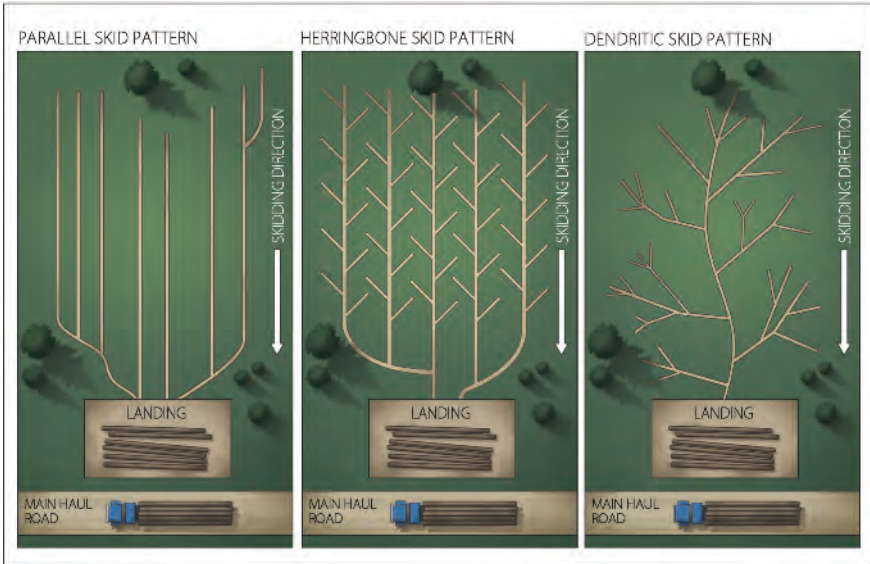 PARALLEL SKID PATTERN
SKIDDING DIRECTION
LANDING
MAIN HAUL
ROAD
HERRINGBONE SKID PATTERN
SKIDDING DIRECTION
LANDING
MAIN HAUL
ROAD
DENDRITIC SKID PATTERN
SKIDDING DIRECTION
LANDING
MAIN HAUL
ROAD